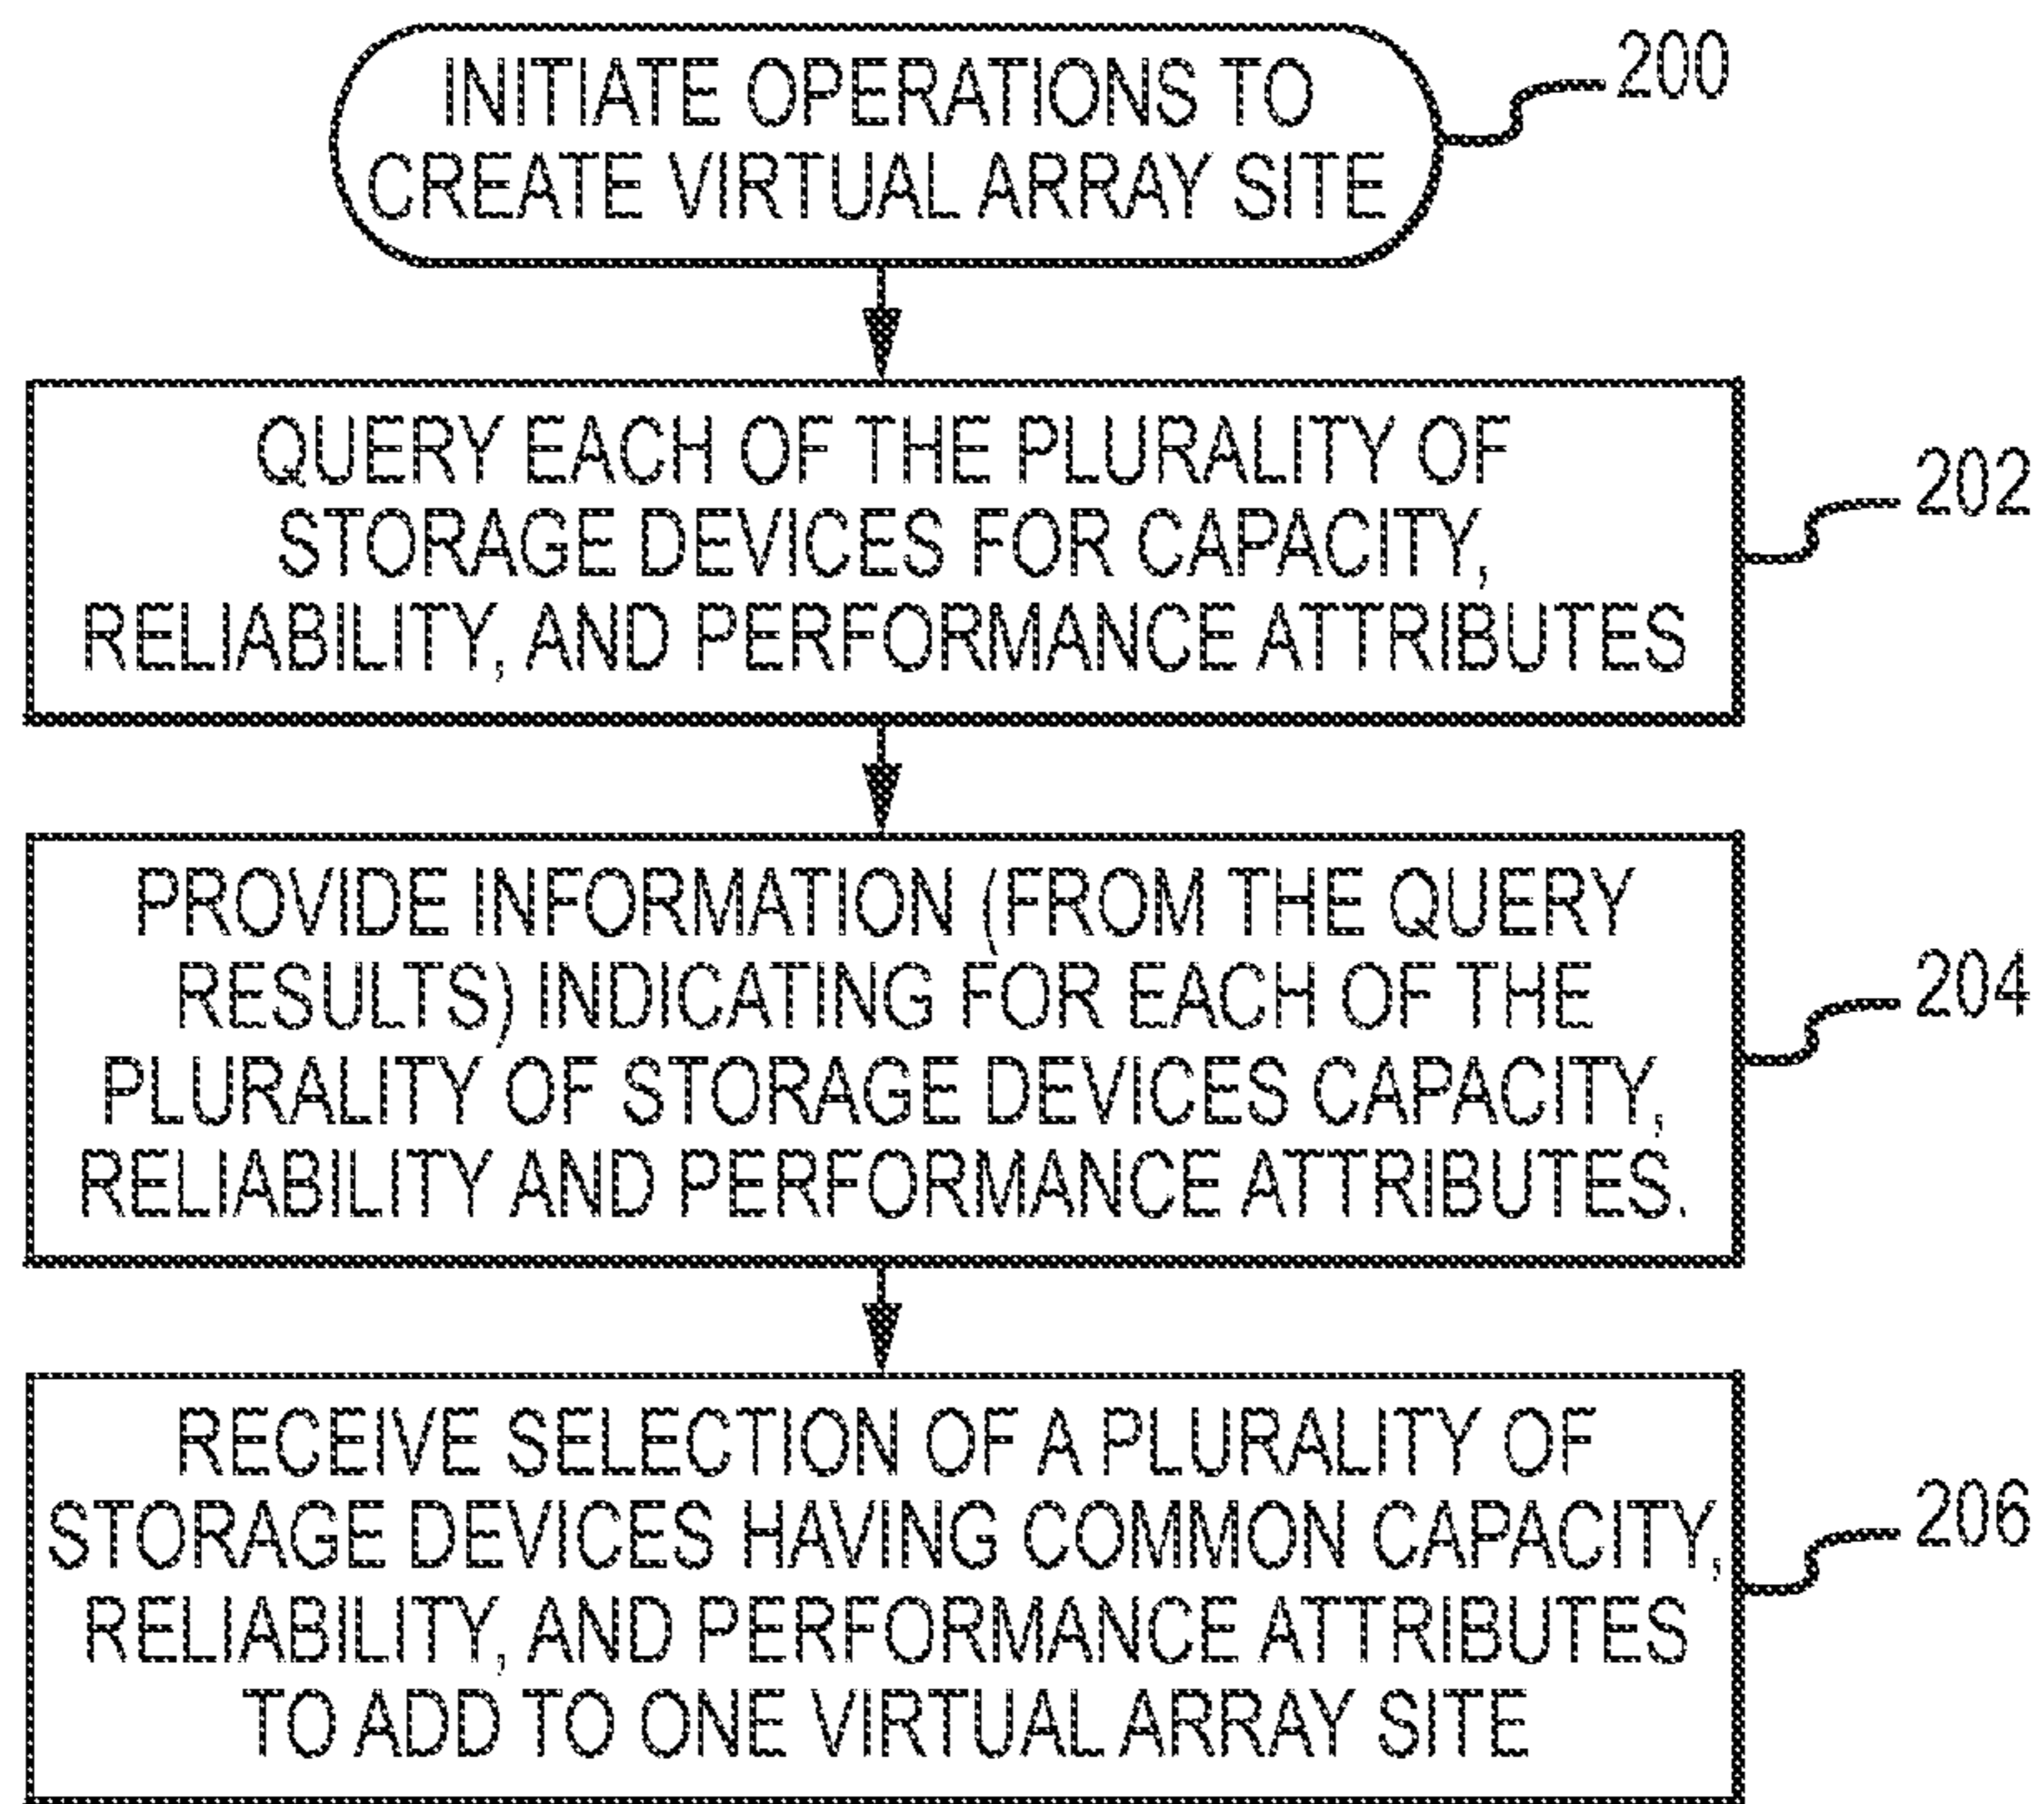 INITIATE OPERATIONS TO
CREATE VIRTUAL ARRAY SITE
200
QUERY EACH OF THE PLURALITY OF
STORAGE DEVICES FOR CAPACITY,
RELIABILITY, AND PERFORMANCE ATTRIBUTES
202
PROVIDE INFORMATION (FROM THE QUERY
RESULTS) INDICATING FOR EACH OF THE
PLURALITY OF STORAGE DEVICES CAPACITY,
RELIABILITY AND PERFORMANCE ATTRIBUTES.
204
RECEIVE SELECTION OF A PLURALITY OF
STORAGE DEVICES HAVING COMMON CAPACITY,
RELIABILITY, AND PERFORMANCE ATTRIBUTES
TO ADD TO ONE VIRTUAL ARRAY SITE
206